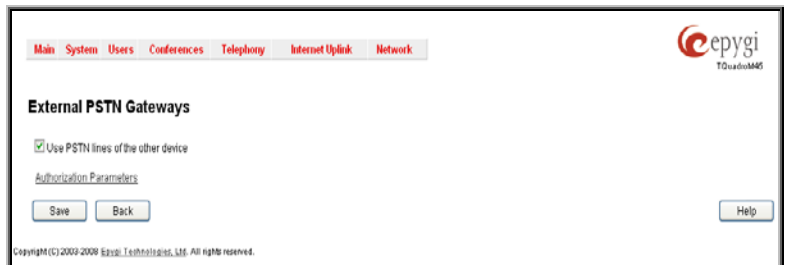 Main System Users Conferences Telephony Internet Uplink Network
epygi
TQuadroM45
External PSTN Gateways
Use PSTN lines of the other device
Authorization Parameters
Save Back Help
Copyright (C) 2003-2008 Epygi Technologies, Ltd. All rights reserved.